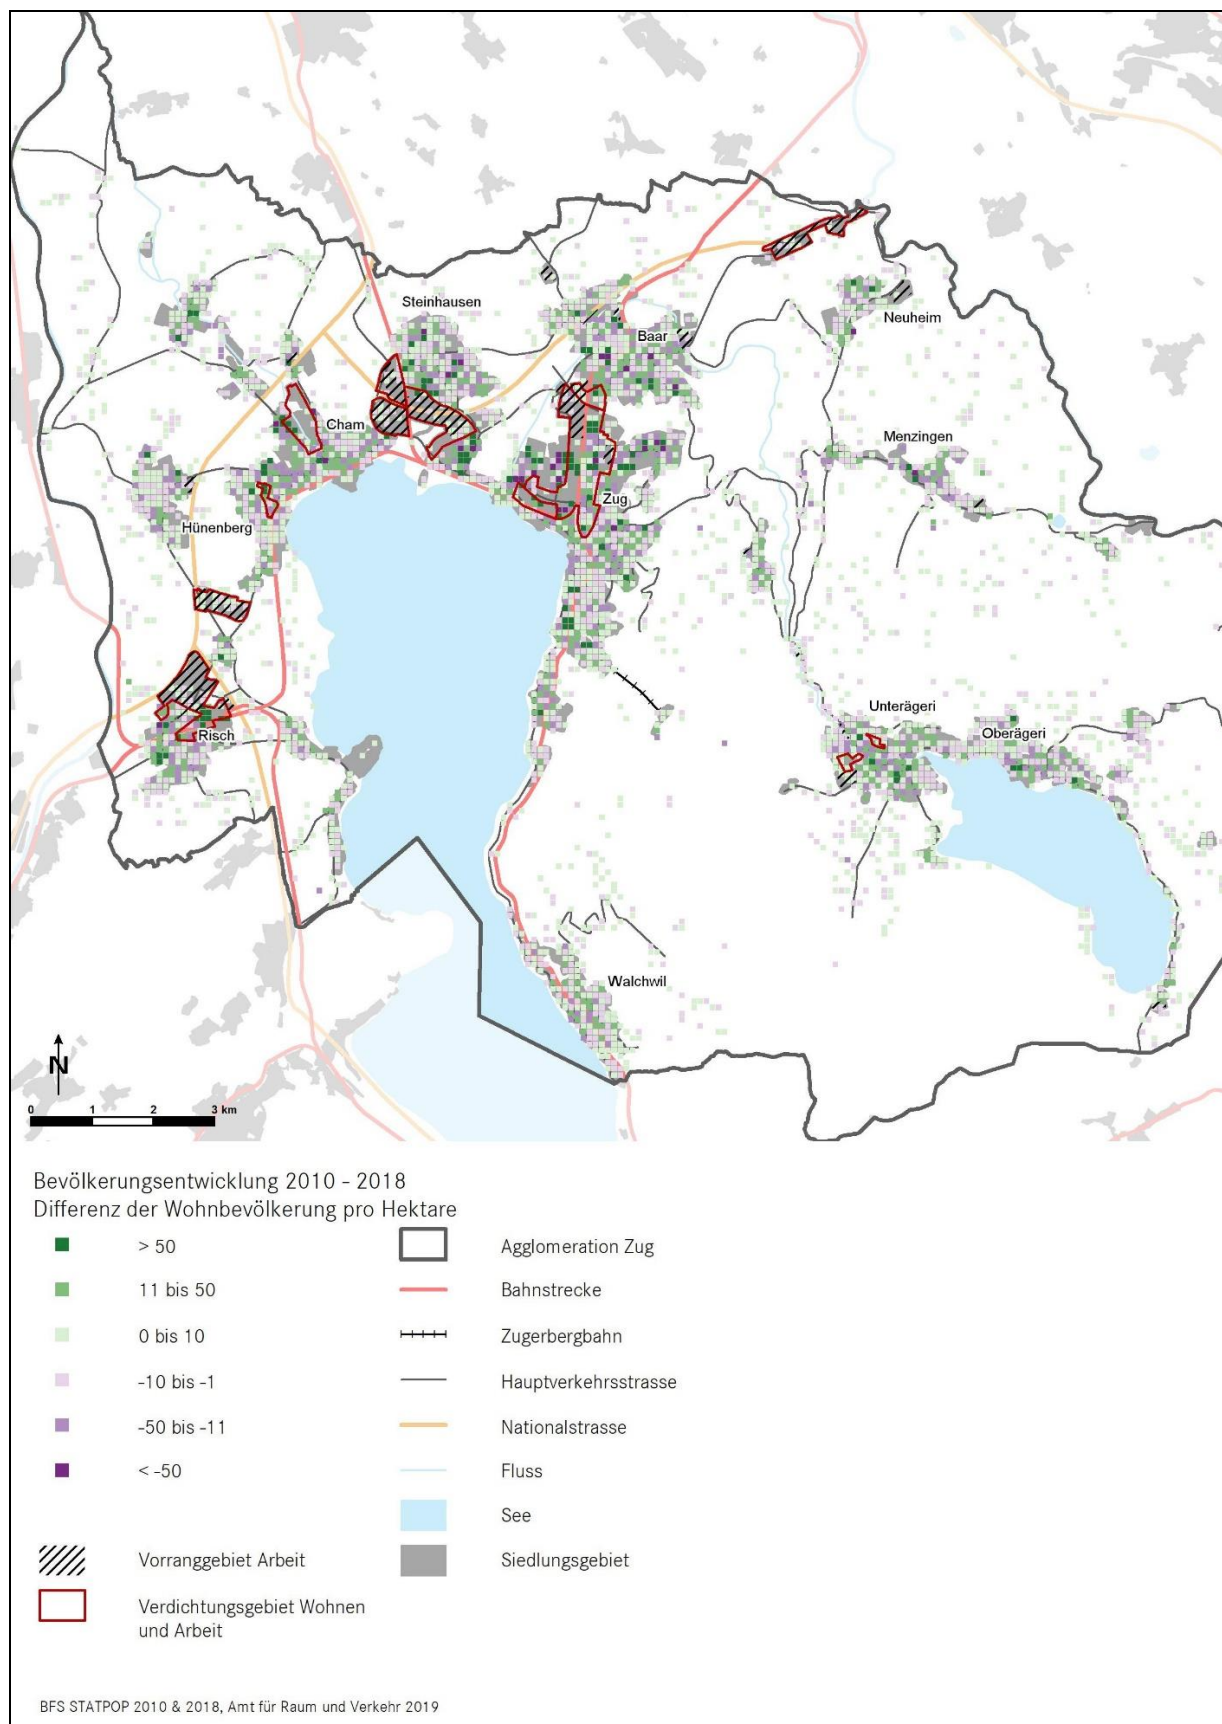 Steinhausen
Baar
Neuheim
Cham
Menzingen
Zug
Hünenberg
Unterägeri
Risch
Oberägeri
Walchwil
N
0 1 2 3 km
Bevölkerungsentwicklung 2010 - 2018
Differenz der Wohnbevölkerung pro Hektare
> 50
Agglomeration Zug
11 bis 50
Bahnstrecke
0 bis 10
Zugerbergbahn
-10 bis -1
Hauptverkehrsstrasse
-50 bis -11
Nationalstrasse
< -50
Fluss
See
Vorranggebiet Arbeit
Siedlungsgebiet
Verdichtungsgebiet Wohnen
und Arbeit
BFS STATPOP 2010 & 2018, Amt für Raum und Verkehr 2019